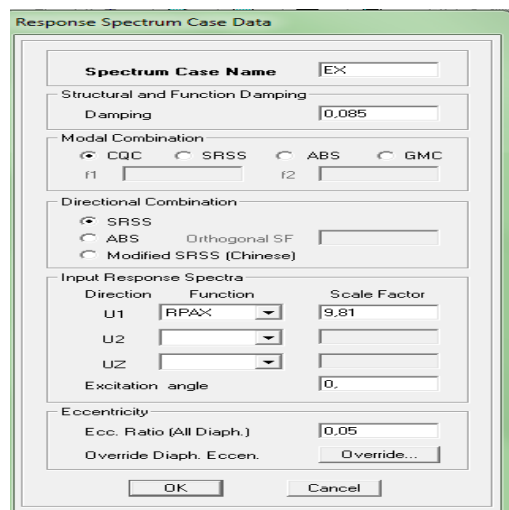 Response Spectrum Case Data
Spectrum Case Name EX
Structural and Function Damping
Damping 0,085
Modal Combination
CQC SRSS ABS GMC
f1 f2
Directional Combination
SRSS
ABS Orthogonal SF
Modified SRSS (Chinese)
Input Response Spectra
Direction Function Scale Factor
U1 RPAX 9,81
U2
UZ
Excitation angle 0,
Eccentricity
Ecc. Ratio (All Diaph.) 0,05
Override Diaph. Eccen. Override...
OK Cancel